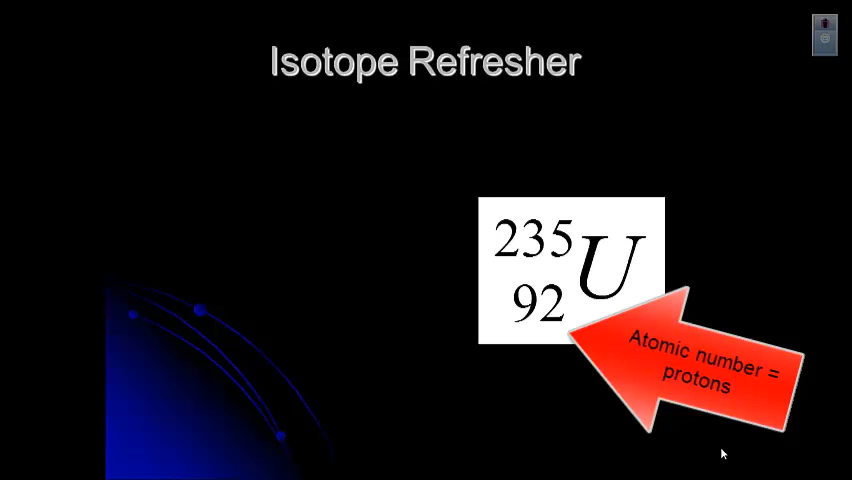 Isotope Refresher
235
92 U
Atomic number =
protons